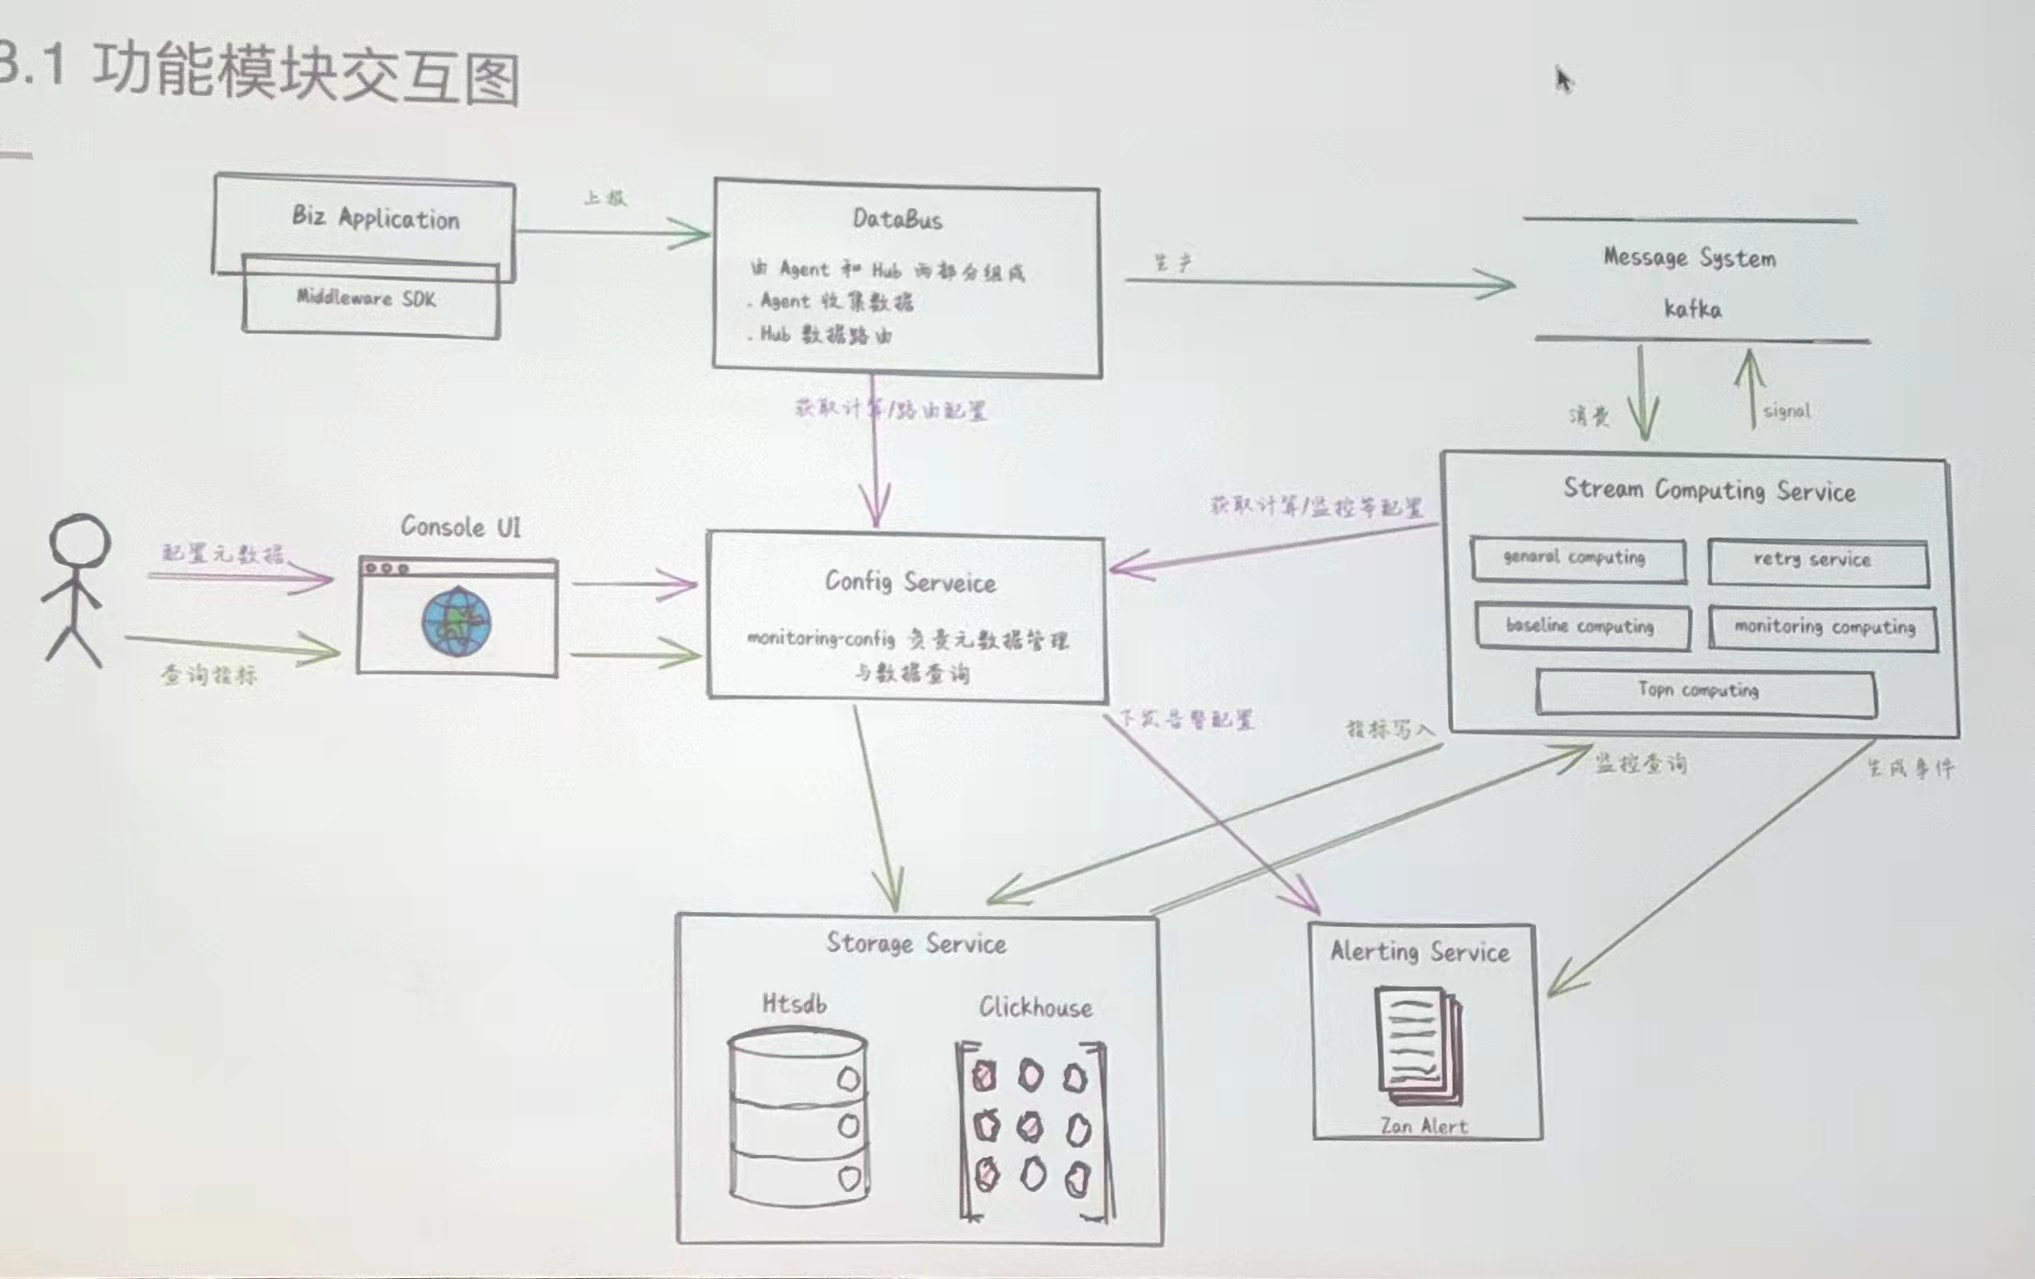 3.1 功能模块交互图
Biz Application
Middleware SDK
上报
DataBus
由 Agent 和 Hub 两部分组成
. Agent 收集数据
. Hub 数据路由
生产
Message System
kafka
获取计算/路由配置
消费
signal
Stream Computing Service
genaral computing
retry service
baseline computing
monitoring computing
Topn computing
获取计算/监控等配置
配置元数据
查询指标
Console UI
Config Serveice
monitoring-config 负责元数据管理
与数据查询
下发告警配置
指标写入
监控查询
生成事件
Storage Service
Htsdb
Clickhouse
Alerting Service
Zan Alert